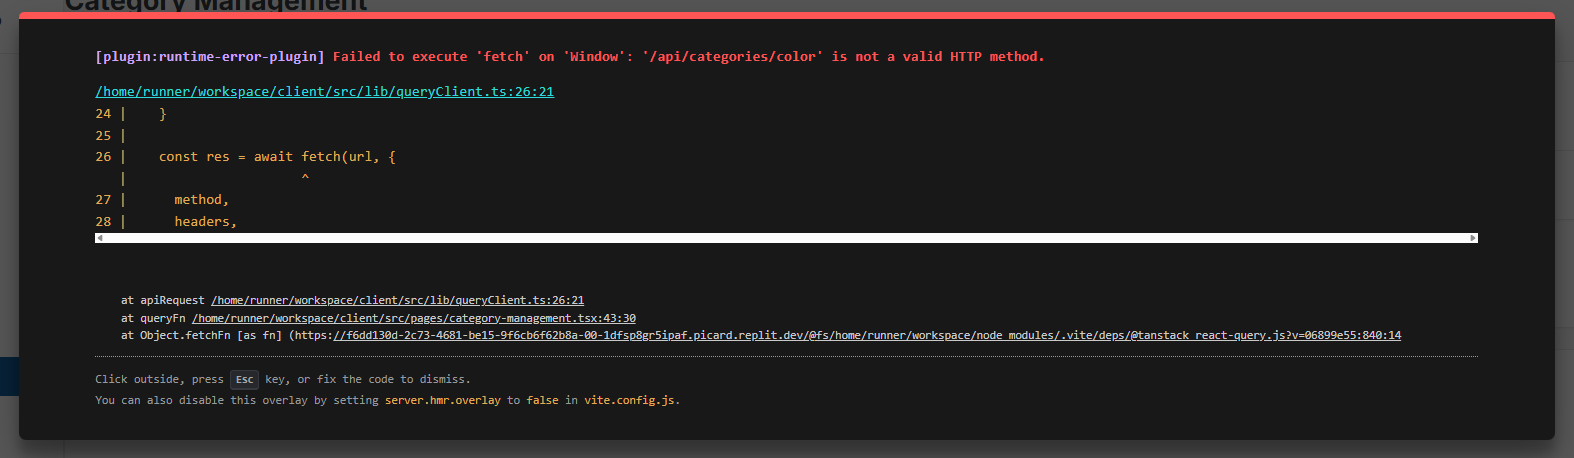 Category Management
[plugin:runtime-error-plugin] Failed to execute 'fetch' on 'Window': '/api/categories/color' is not a valid HTTP method.
/home/runner/workspace/client/src/lib/queryClient.ts:26:21
24 |    }
25 |
26 |    const res = await fetch(url, {
   |                      ^
27 |      method,
28 |      headers,
at apiRequest /home/runner/workspace/client/src/lib/queryClient.ts:26:21
at queryFn /home/runner/workspace/client/src/pages/category-management.tsx:43:30
at Object.fetchFn [as fn] (https://f6dd130d-2c73-4681-be15-9f6cb6f62b8a-00-1dfsp8gr5ipaf.picard.replit.dev/@fs/home/runner/workspace/node_modules/.vite/deps/@tanstack_react-query.js?v=06899e55:840:14
Click outside, press Esc key, or fix the code to dismiss.
You can also disable this overlay by setting server.hmr.overlay to false in vite.config.js.